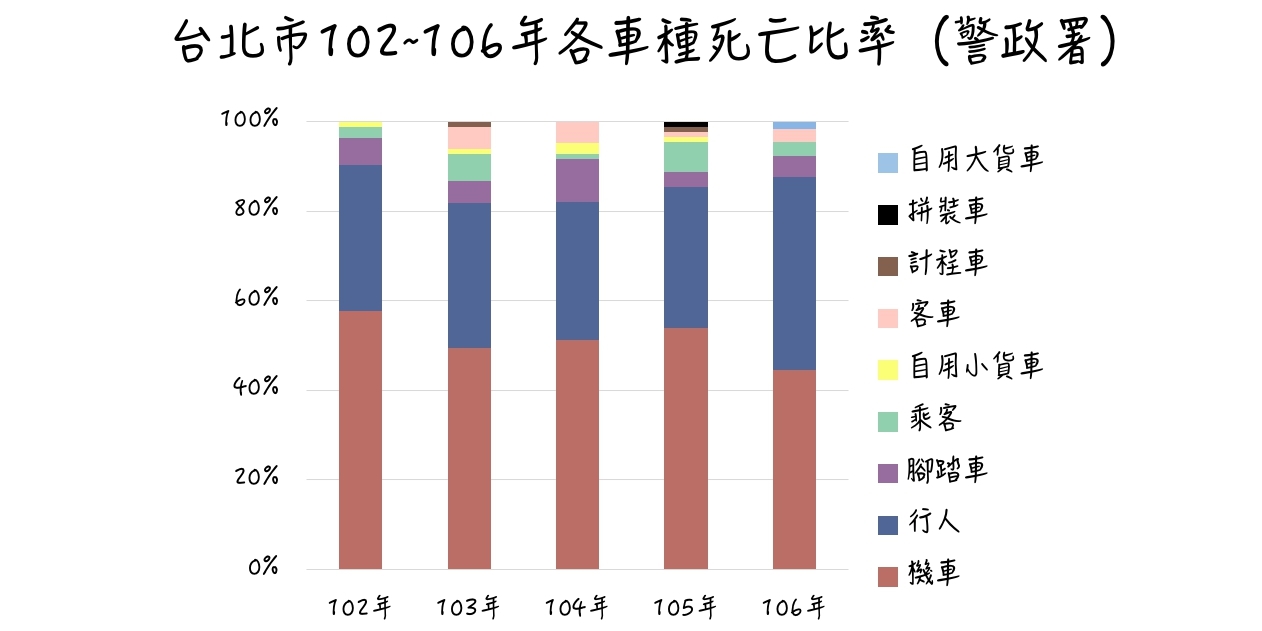 台北市102~106年各車種死亡比率（警政署）
100%
80%
60%
40%
20%
0%
102年
103年
104年
105年
106年
自用大貨車
拼裝車
計程車
客車
自用小貨車
乘客
腳踏車
行人
機車